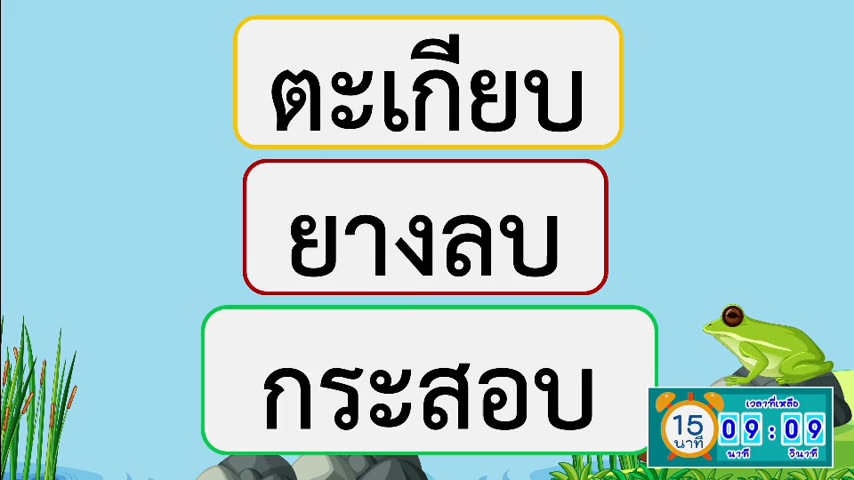 ตะเกียบ
ยางลบ
กระสอบ
เวลาที่เหลือ
15
นาที
09:09
นาที วินาที